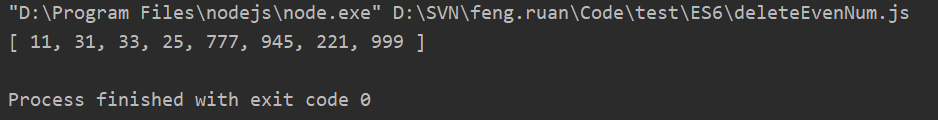 "D:\Program Files\nodejs\node.exe" D:\SVN\feng.ruan\Code\test\ES6\deleteEvenNum.js
[ 11, 31, 33, 25, 777, 945, 221, 999 ]
Process finished with exit code 0